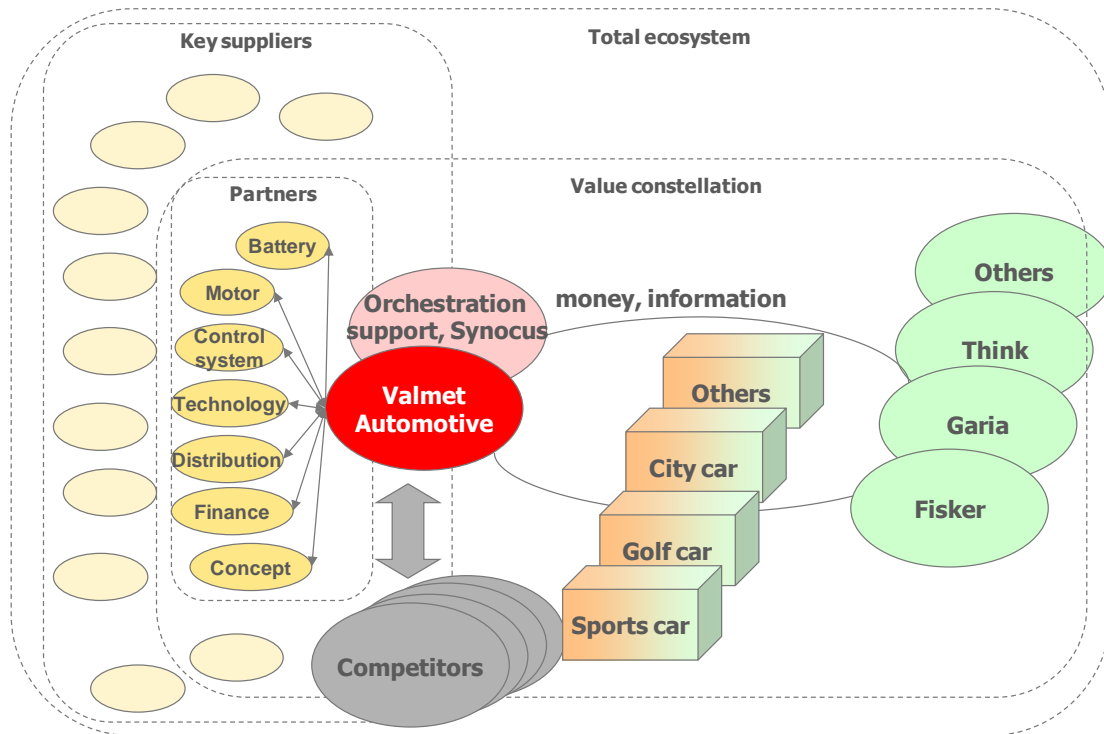 Key suppliers
Total ecosystem
Value constellation
Partners
Battery
Motor
Control
system
Technology
Distribution
Finance
Concept
Orchestration
support, Synocus
Valmet
Automotive
money, information
Others
City car
Golf car
Sports car
Others
Think
Garia
Fisker
Competitors